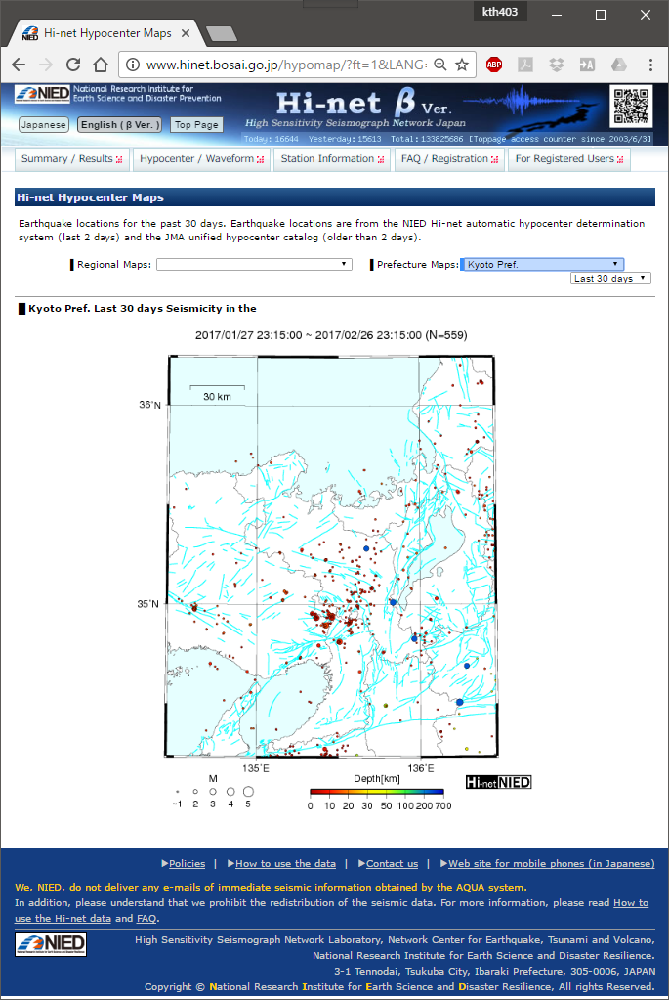 kth403
Hi-net Hypocenter Maps
www.hinet.bosai.go.jp/hypomap/?ft=1&LANG:
ABP
NIED
National Research Institute for
Earth Science and Disaster Prevention
Hi-net β Ver.
High Sensitivity Seismograph Network Japan
Japanese
English ( β Ver. )
Top Page
Today: 16644 Yesterday:15613 Total:133825686 [Toppage access counter since 2003/6/3]
Summary / Results
Hypocenter / Waveform
Station Information
FAQ / Registration
For Registered Users
Hi-net Hypocenter Maps
Earthquake locations for the past 30 days. Earthquake locations are from the NIED Hi-net automatic hypocenter determination
system (last 2 days) and the JMA unified hypocenter catalog (older than 2 days).
Regional Maps:
Prefecture Maps: Kyoto Pref.
Last 30 days
Kyoto Pref. Last 30 days Seismicity in the
2017/01/27 23:15:00 ~ 2017/02/26 23:15:00 (N=559)
30 km
36°N
35°N
135°E
136°E
M
~1 2 3 4 5
Depth[km]
0 10 20 30 50 100 200 700
Hi-net NIED
Policies | How to use the data | Contact us | Web site for mobile phones (in Japanese)
We, NIED, do not deliver any e-mails of immediate seismic information obtained by the AQUA system.
In addition, please understand that we prohibit the redistribution of the seismic data. For more information, please read How to
use the Hi-net data and FAQ.
NIED
High Sensitivity Seismograph Network Laboratory, Network Center for Earthquake, Tsunami and Volcano,
National Research Institute for Earth Science and Disaster Resilience.
3-1 Tennodai, Tsukuba City, Ibaraki Prefecture, 305-0006, JAPAN
Copyright © National Research Institute for Earth Science and Disaster Resilience, All rights Reserved.